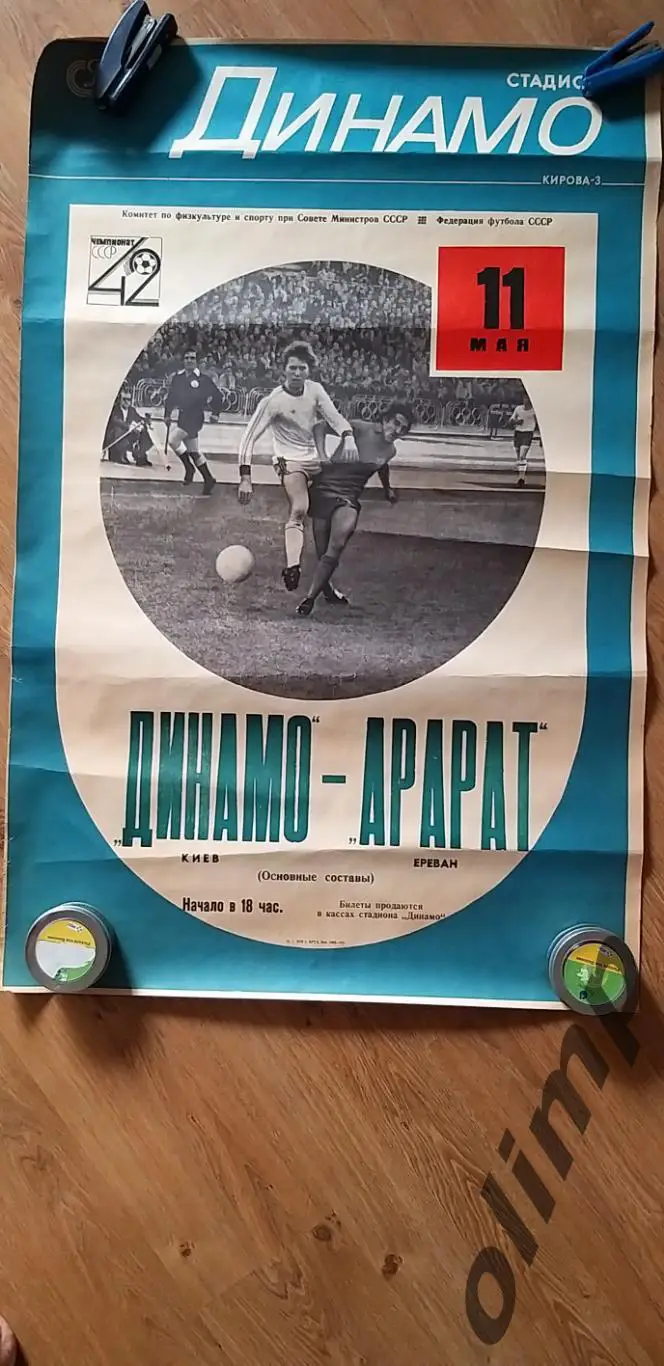 СТАДИО
ДИНАМО
КИРОВА-3
Комитет по физкультуре и спорту при Совете Министров СССР Федерация футбола СССР
ЧЕМПИОНАТ
СССР
42
11
МАЯ
„ДИНАМО“ – „АРАРАТ“
КИЕВ ЕРЕВАН
(Основные составы)
Начало в 18 час.
Билеты продаются
в кассах стадиона „Динамо“
olimp